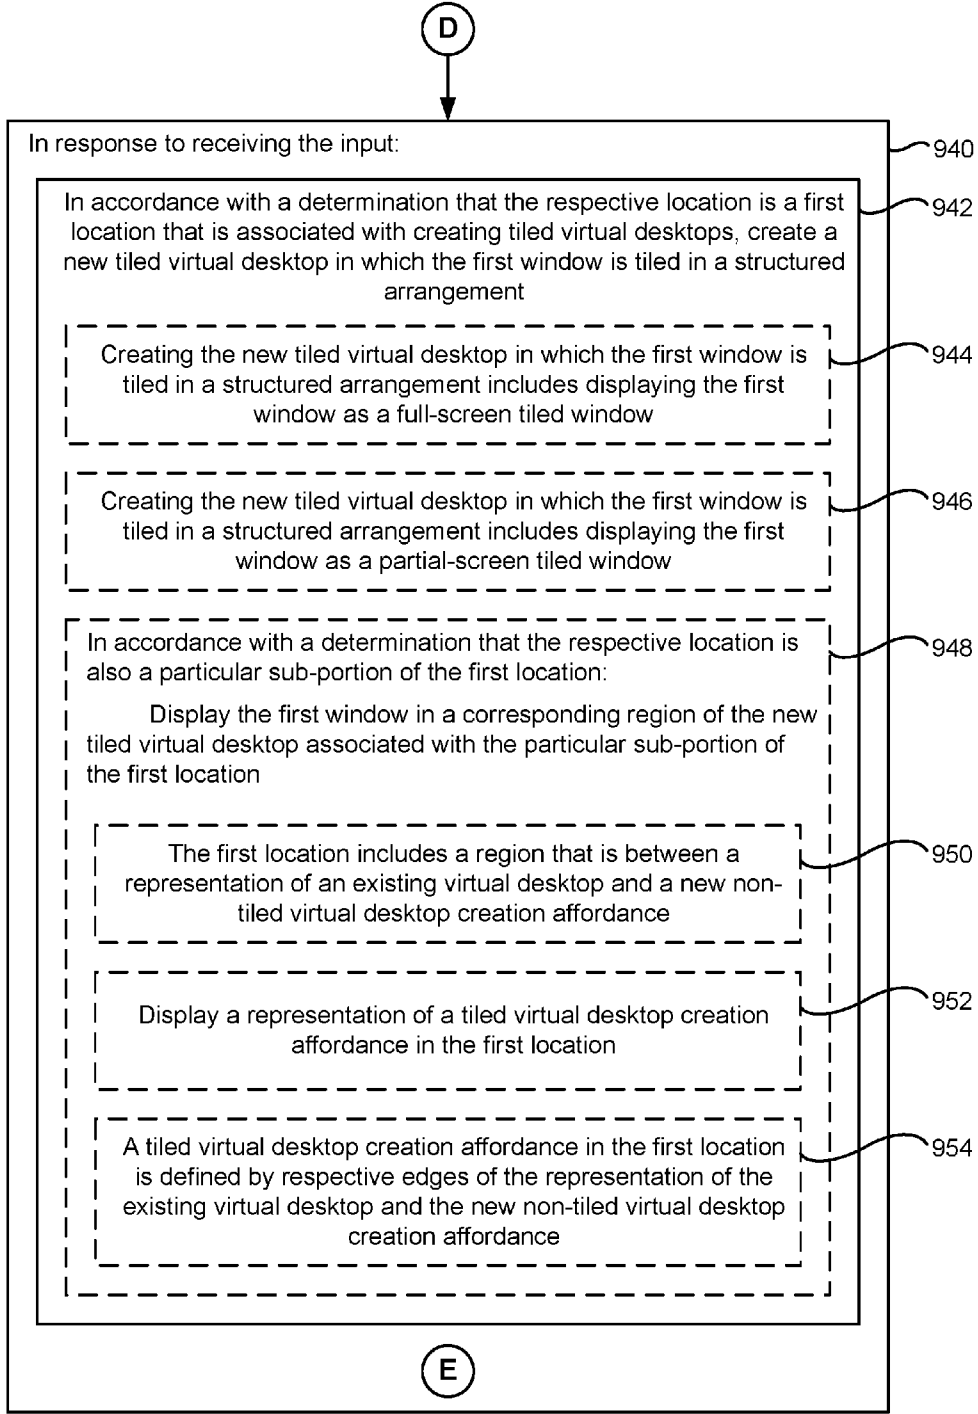 D
In response to receiving the input:
940
In accordance with a determination that the respective location is a first
location that is associated with creating tiled virtual desktops, create a
new tiled virtual desktop in which the first window is tiled in a structured
arrangement
942
Creating the new tiled virtual desktop in which the first window is
tiled in a structured arrangement includes displaying the first
window as a full-screen tiled window
944
Creating the new tiled virtual desktop in which the first window is
tiled in a structured arrangement includes displaying the first
window as a partial-screen tiled window
946
In accordance with a determination that the respective location is
also a particular sub-portion of the first location:
Display the first window in a corresponding region of the new
tiled virtual desktop associated with the particular sub-portion of
the first location
948
The first location includes a region that is between a
representation of an existing virtual desktop and a new non-
tiled virtual desktop creation affordance
950
Display a representation of a tiled virtual desktop creation
affordance in the first location
952
A tiled virtual desktop creation affordance in the first location
is defined by respective edges of the representation of the
existing virtual desktop and the new non-tiled virtual desktop
creation affordance
954
E